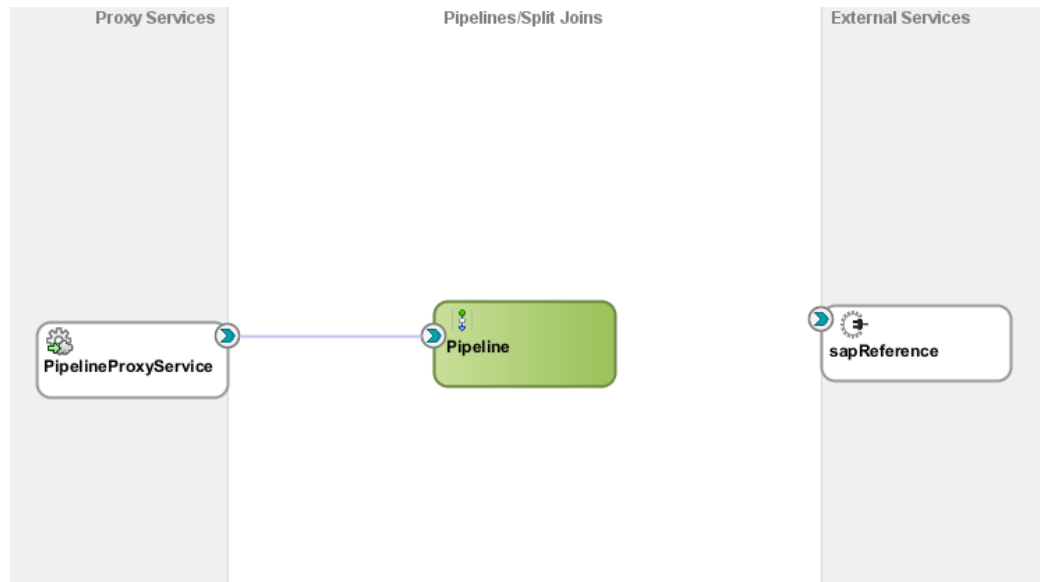 Proxy Services
Pipelines/Split Joins
External Services
PipelineProxyService
Pipeline
sapReference